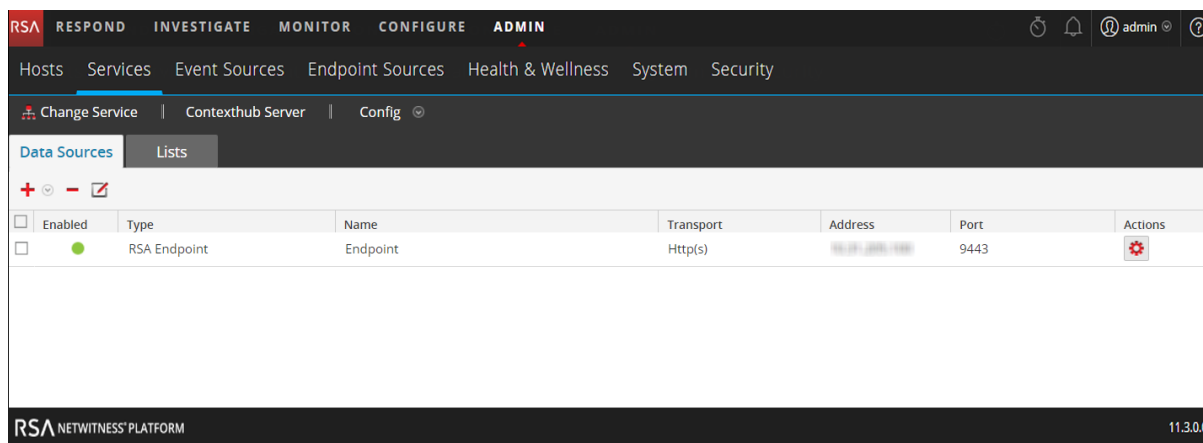 RSA RESPOND INVESTIGATE MONITOR CONFIGURE ADMIN admin
Hosts Services Event Sources Endpoint Sources Health & Wellness System Security
Change Service Contexthub Server Config
Data Sources Lists
Enabled Type Name Transport Address Port Actions
RSA Endpoint Endpoint Http(s) 9443
RSA NETWITNESS® PLATFORM 11.3.0.